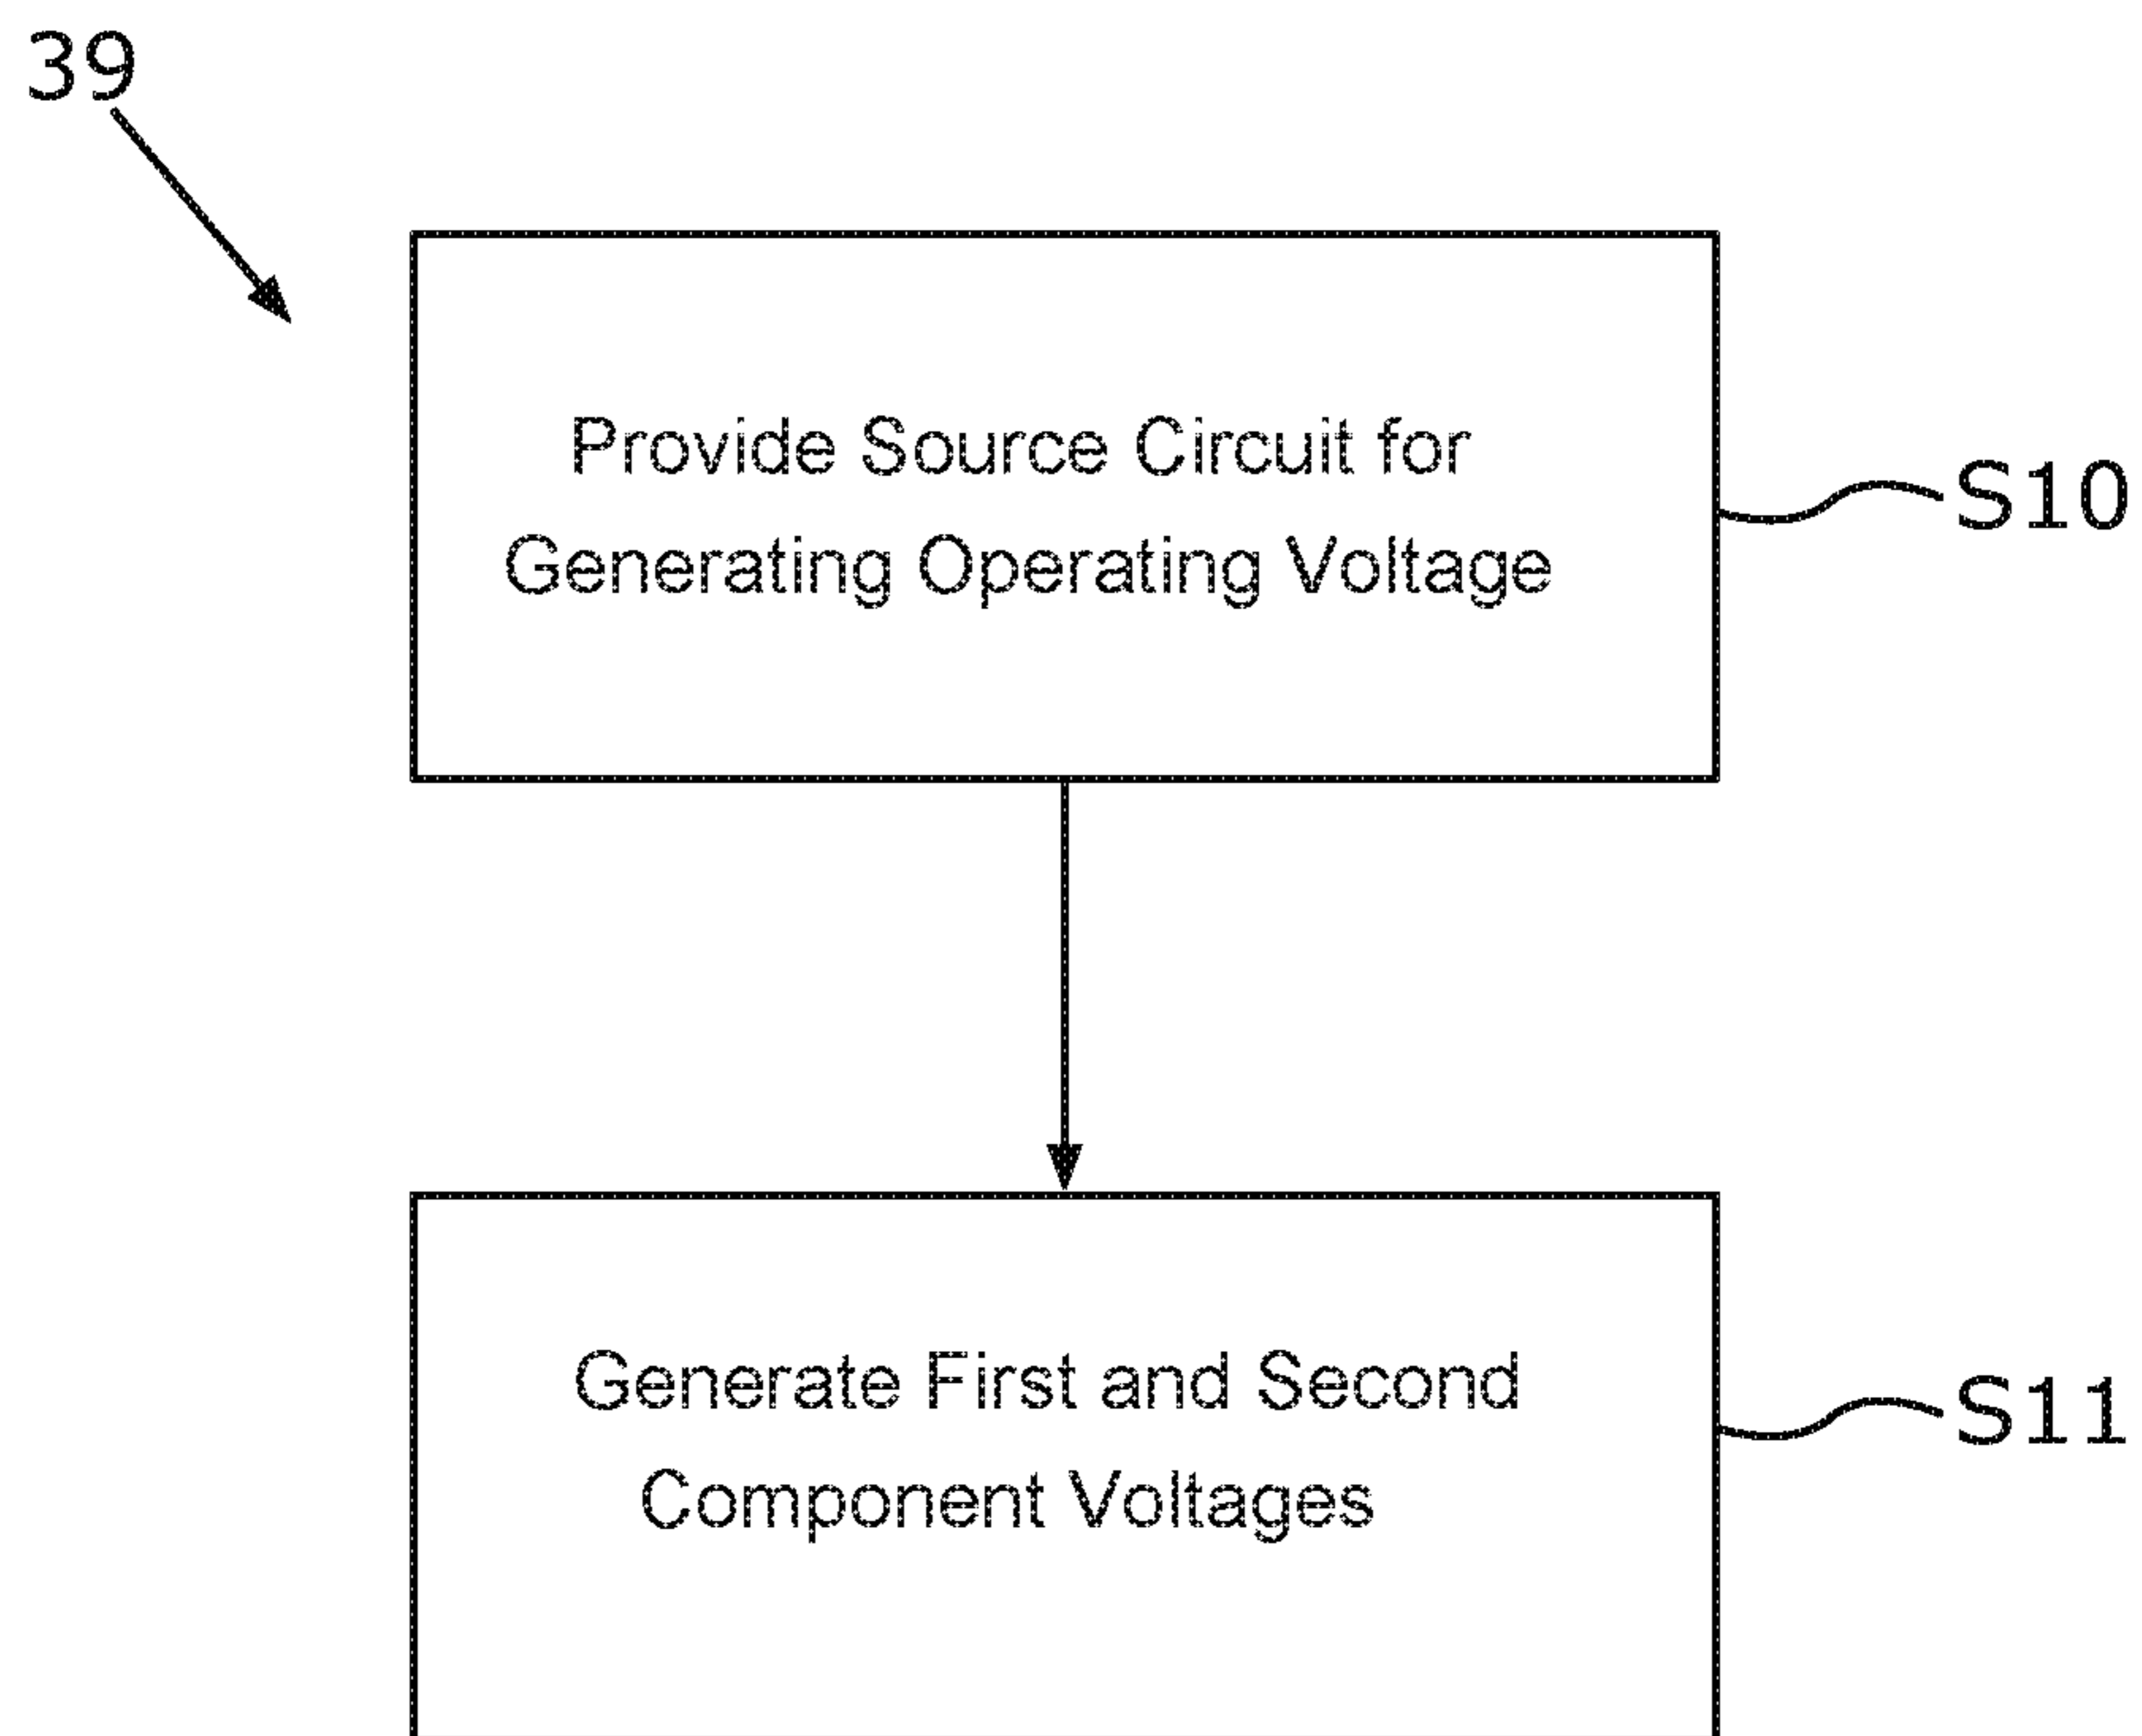 39
Provide Source Circuit for
Generating Operating Voltage
S10
Generate First and Second
Component Voltages
S11